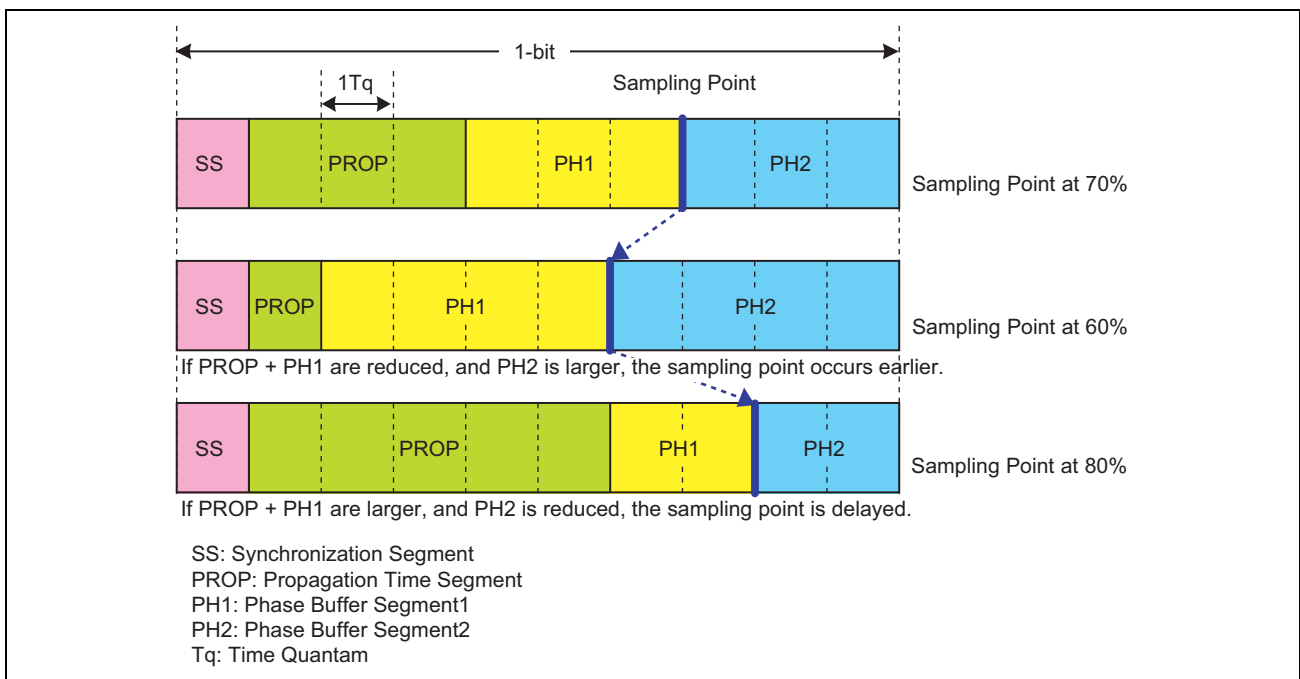 1-bit
1Tq
Sampling Point
SS PROP PH1 PH2
Sampling Point at 70%
SS PROP PH1 PH2
Sampling Point at 60%
If PROP + PH1 are reduced, and PH2 is larger, the sampling point occurs earlier.
SS PROP PH1 PH2
Sampling Point at 80%
If PROP + PH1 are larger, and PH2 is reduced, the sampling point is delayed.
SS: Synchronization Segment
PROP: Propagation Time Segment
PH1: Phase Buffer Segment1
PH2: Phase Buffer Segment2
Tq: Time Quantam